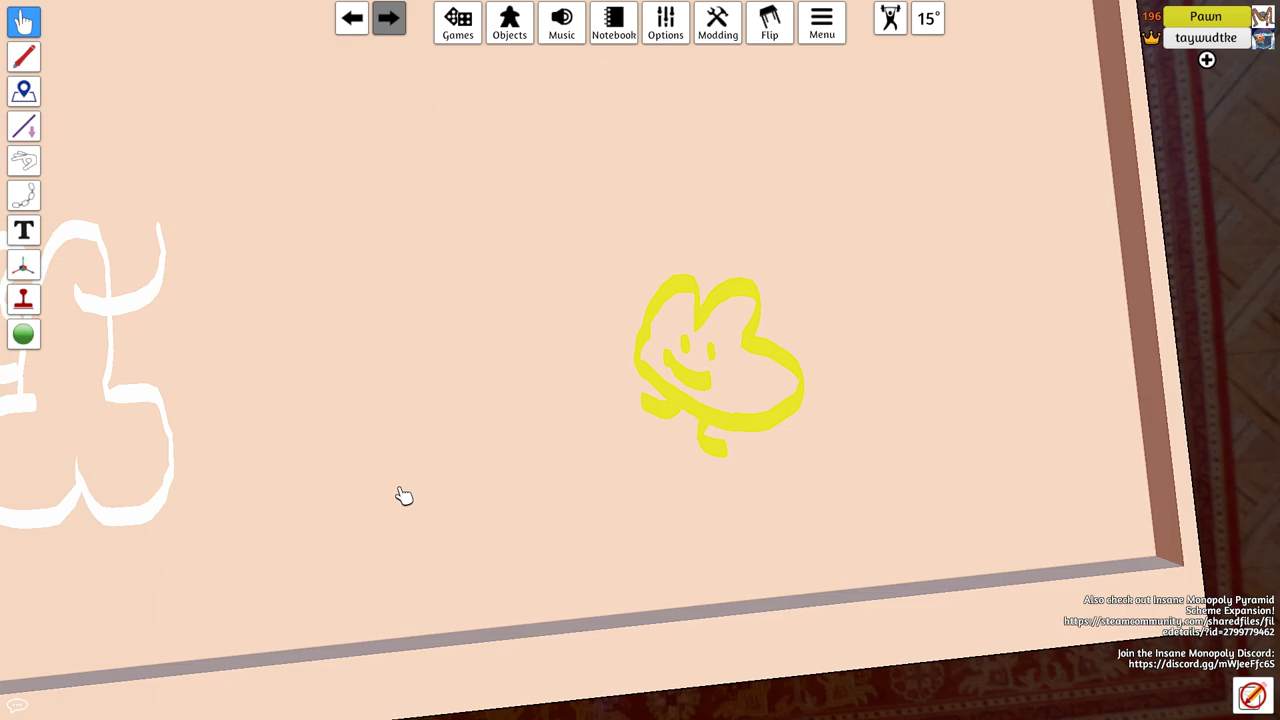 Games
Objects
Music
Notebook
Options
Modding
Flip
Menu
15°
196
Pawn
taywudtke
T
Also check out Insane Monopoly Pyramid
Scheme Expansion!
https://steamcommunity.com/sharedfiles/fil
edetails/?id=2799779462
Join the Insane Monopoly Discord:
https://discord.gg/mWJeeFfc6S